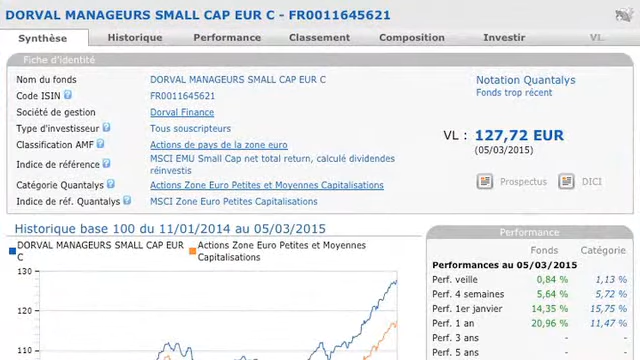 DORVAL MANAGEURS SMALL CAP EUR C - FR0011645621
Synthèse Historique Performance Classement Composition Investir VL
Fiche d'identité
Nom du fonds DORVAL MANAGEURS SMALL CAP EUR C
Code ISIN ? FR0011645621
Société de gestion Dorval Finance
Type d'investisseur ? Tous souscripteurs
Classification AMF ? Actions de pays de la zone euro
Indice de référence ? MSCI EMU Small Cap net total return, calculé dividendes
réinvestis
Catégorie Quantalys ? Actions Zone Euro Petites et Moyennes Capitalisations
Indice de réf. Quantalys ? MSCI Zone Euro Petites Capitalisations
Notation Quantalys
Fonds trop récent
VL : 127,72 EUR
(05/03/2015)
Prospectus DICI
Historique base 100 du 11/01/2014 au 05/03/2015
DORVAL MANAGEURS SMALL CAP EUR Actions Zone Euro Petites et Moyennes
C Capitalisations
130
120
110
Performance
Fonds Catégorie
Performances au 05/03/2015
Perf. veille 0,84 % 1,13 %
Perf. 4 semaines 5,64 % 5,72 %
Perf. 1er janvier 14,35 % 15,75 %
Perf. 1 an 20,96 % 11,47 %
Perf. 3 ans - -
Perf. 5 ans - -